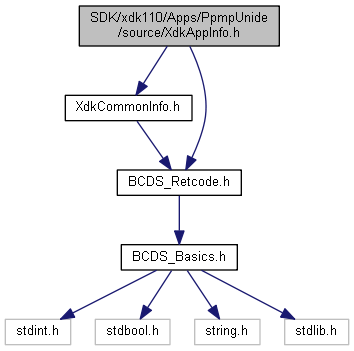 SDK/xdk110/Apps/PpmpUnide
/source/XdkAppInfo.h
XdkCommonInfo.h
BCDS_Retcode.h
BCDS_Basics.h
stdint.h
stdbool.h
string.h
stdlib.h